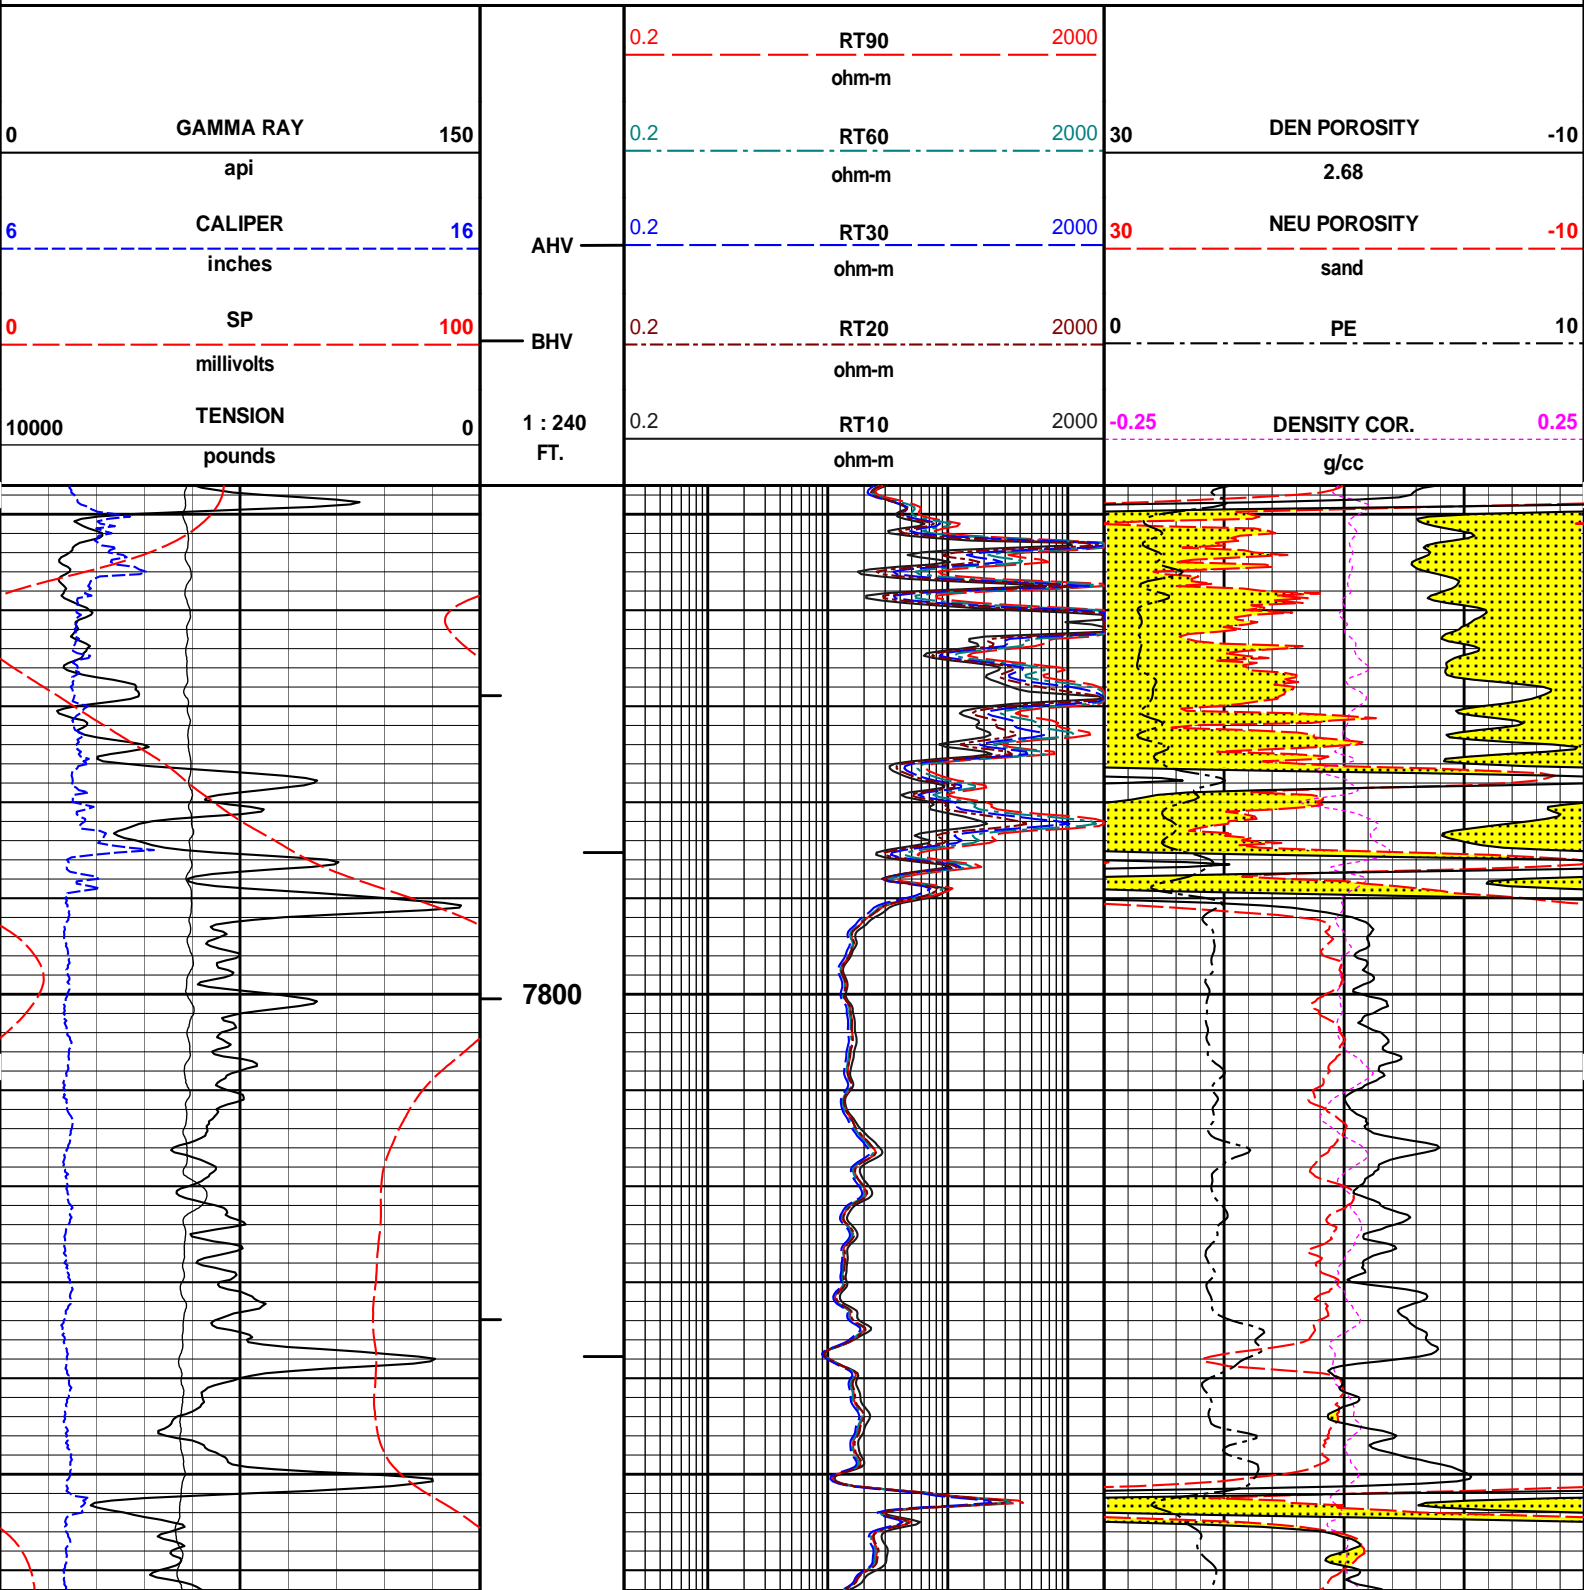 0 GAMMA RAY 150
api
6 CALIPER 16
inches
0 SP 100
millivolts
10000 TENSION 0
pounds
AHV
BHV
1 : 240
FT.
0.2 RT90 2000
ohm-m
0.2 RT60 2000
ohm-m
0.2 RT30 2000
ohm-m
0.2 RT20 2000
ohm-m
0.2 RT10 2000
ohm-m
30 DEN POROSITY -10
2.68
30 NEU POROSITY -10
sand
0 PE 10
-0.25 DENSITY COR. 0.25
g/cc
7800